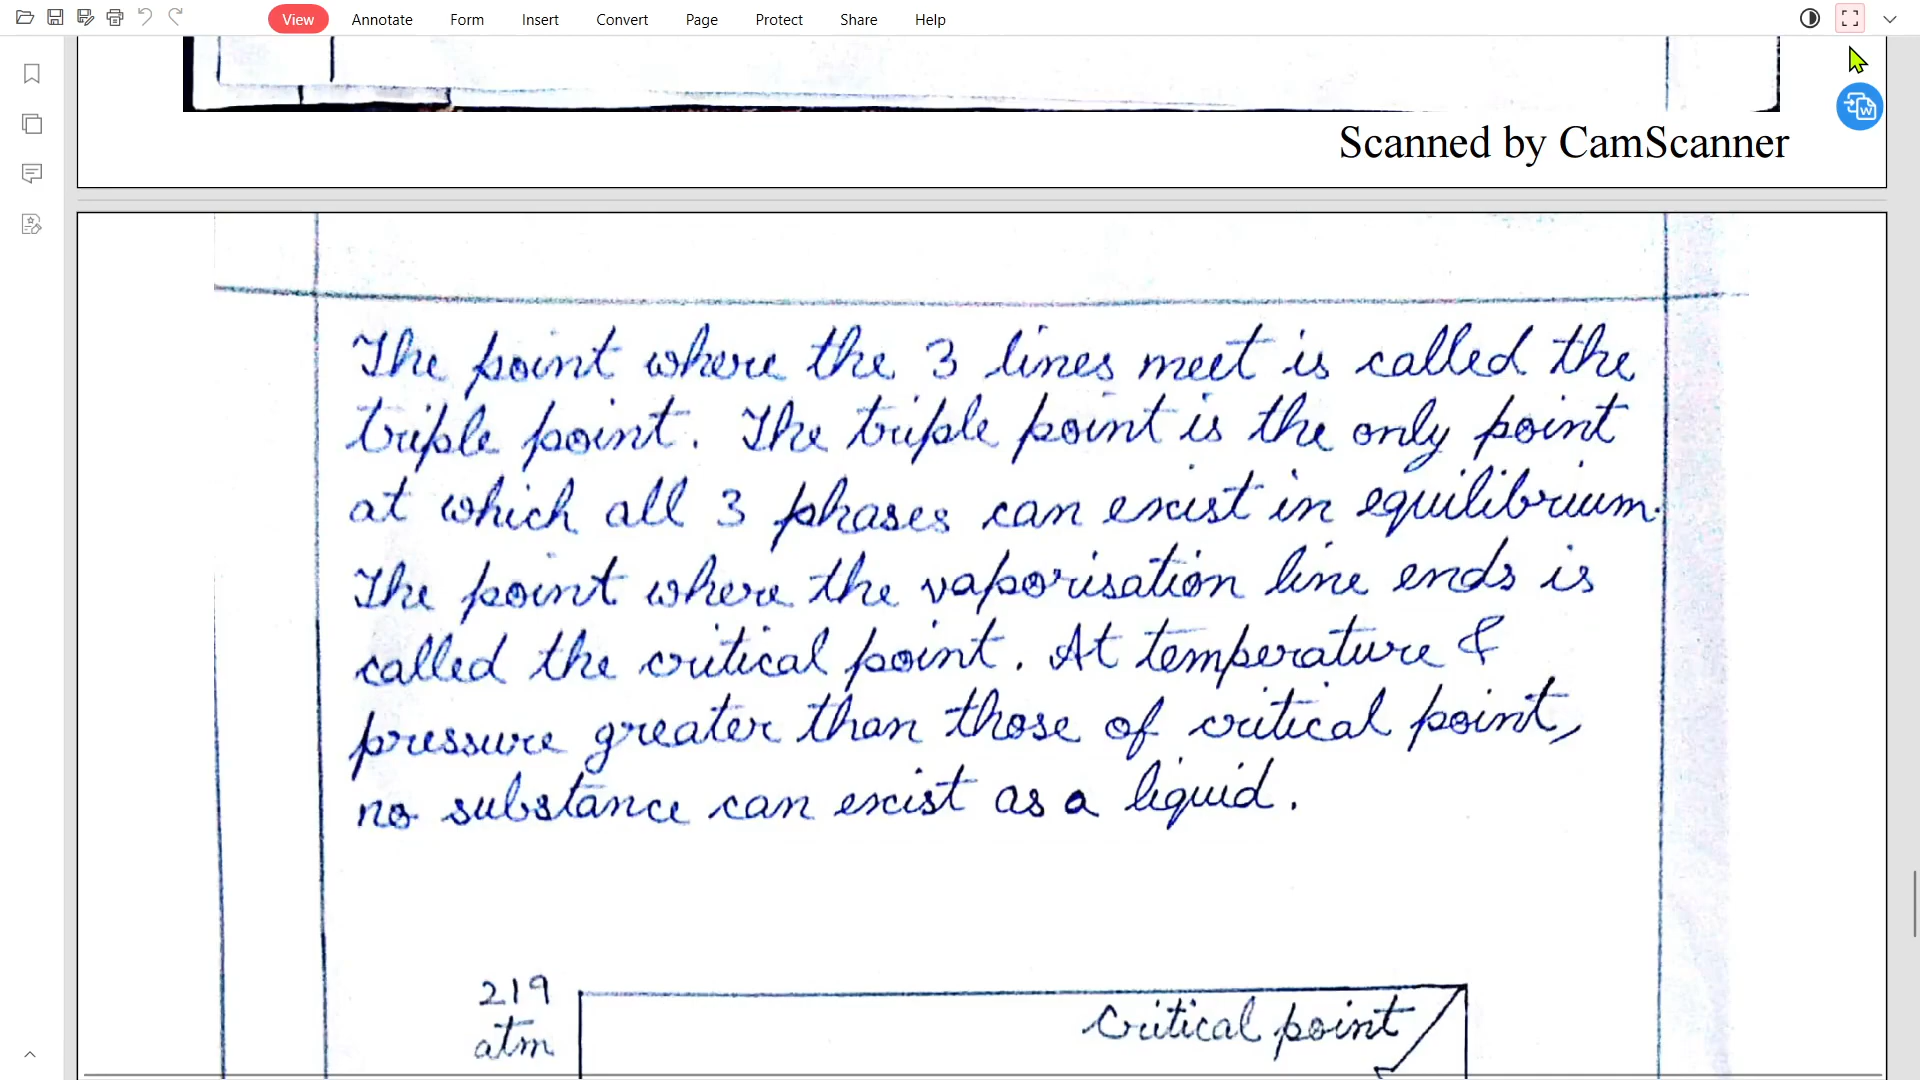 View Annotate Form Insert Convert Page Protect Share Help
Scanned by CamScanner
The point where the 3 lines meet is called the
triple point. The triple point is the only point
at which all 3 phases can exist in equilibrium.
The point where the vaporisation line ends is
called the critical point. At temperature &
pressure greater than those of critical point,
no substance can exist as a liquid.
219
atm
Critical point